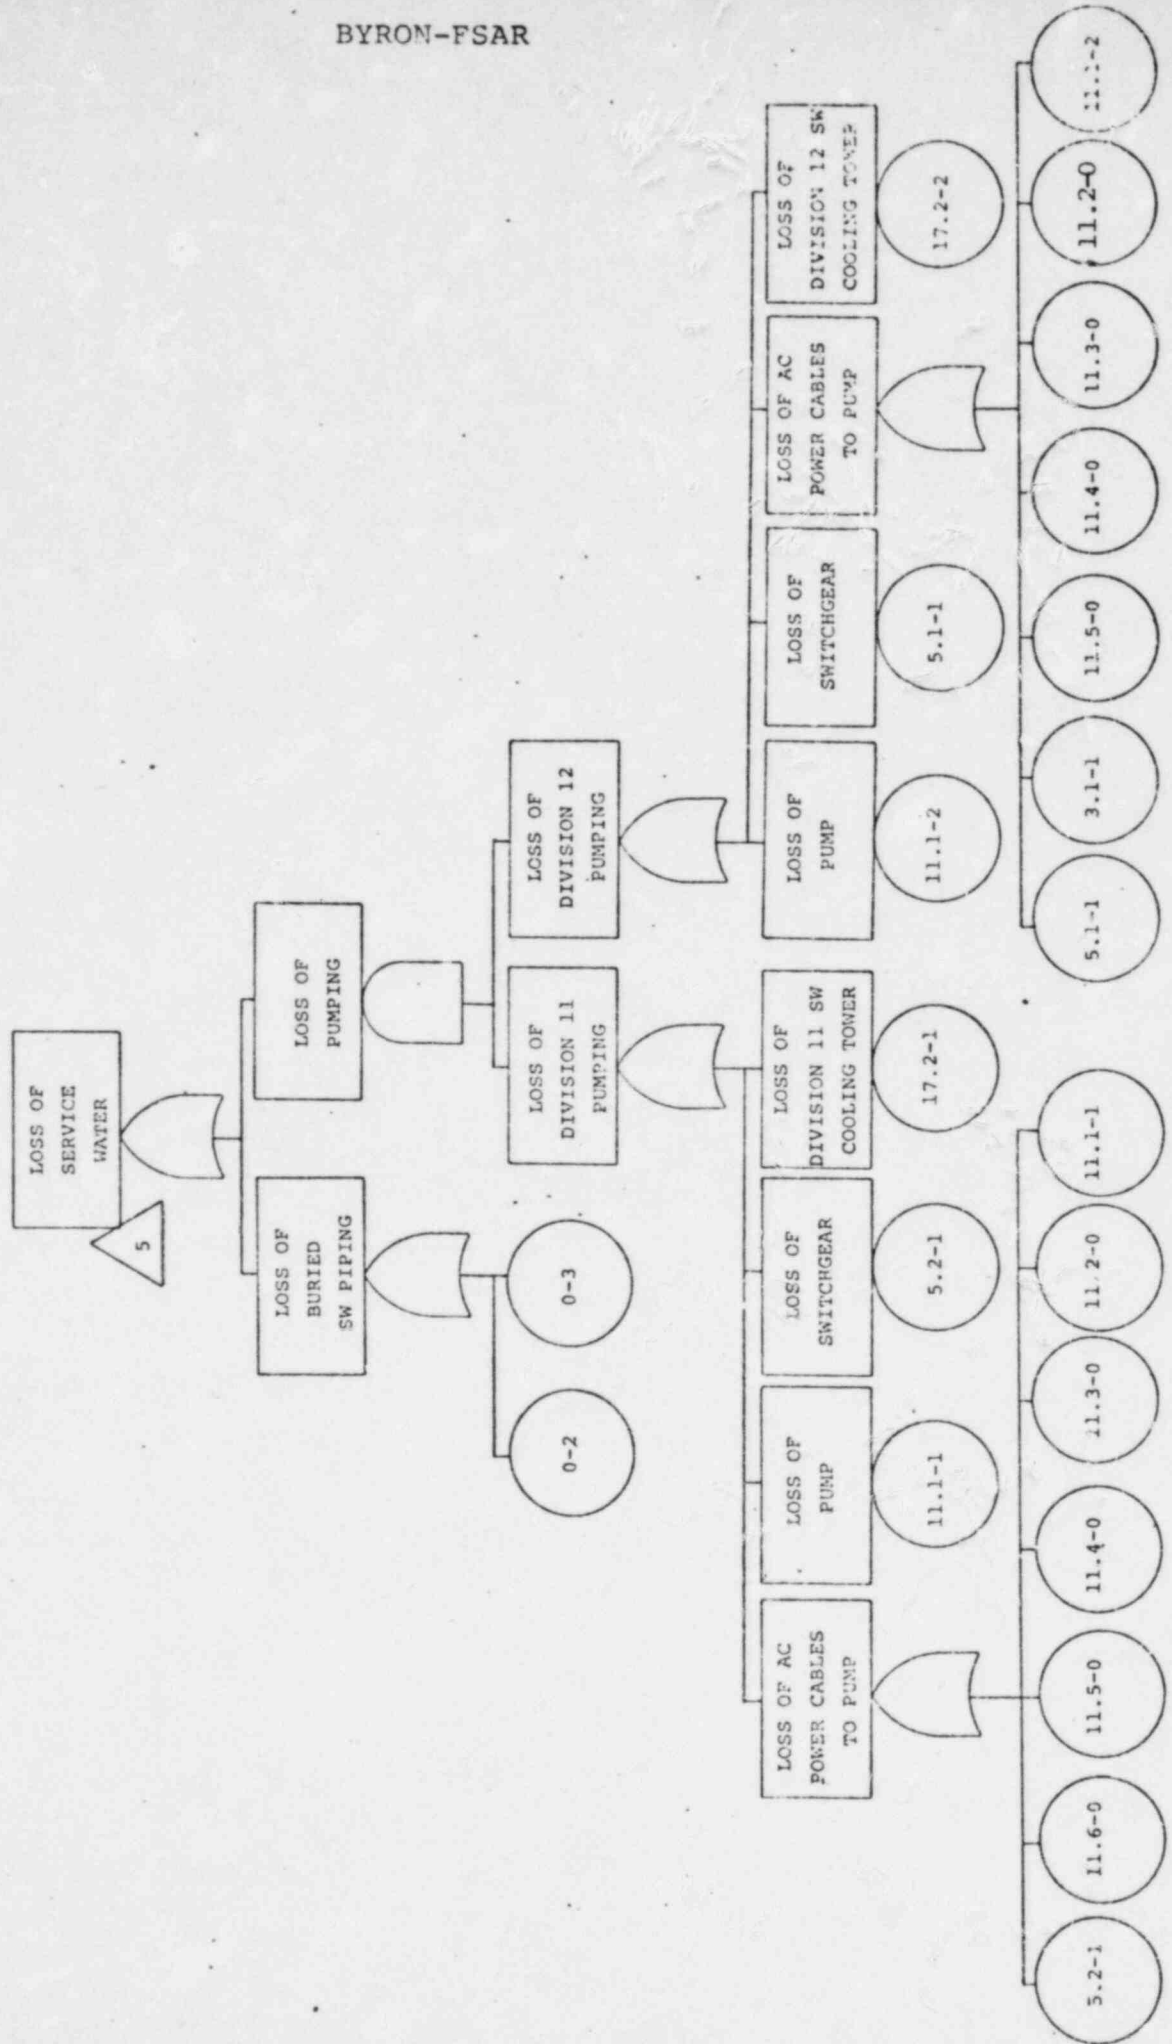 BYRON-FSAR
LOSS OF
SERVICE
WATER
5
LOSS OF
BURIED
SW PIPING
LOSS OF
PUMPING
0-2
0-3
LOSS OF
DIVISION 11
PUMPING
LOSS OF
DIVISION 12
PUMPING
LOSS OF AC
POWER CABLES
TO PUMP
LOSS OF
PUMP
LOSS OF
SWITCHGEAR
LOSS OF
DIVISION 11 SW
COOLING TOWER
LOSS OF
PUMP
LOSS OF
SWITCHGEAR
LOSS OF AC
POWER CABLES
TO PUMP
LOSS OF
DIVISION 12 SW
COOLING TOWER
11.1-1
5.2-1
17.2-1
11.1-2
5.1-1
17.2-2
5.2-1
11.6-0
11.5-0
11.4-0
11.3-0
11.2-0
11.1-1
5.1-1
3.1-1
11.5-0
11.4-0
11.3-0
11.2-0
11.1-2